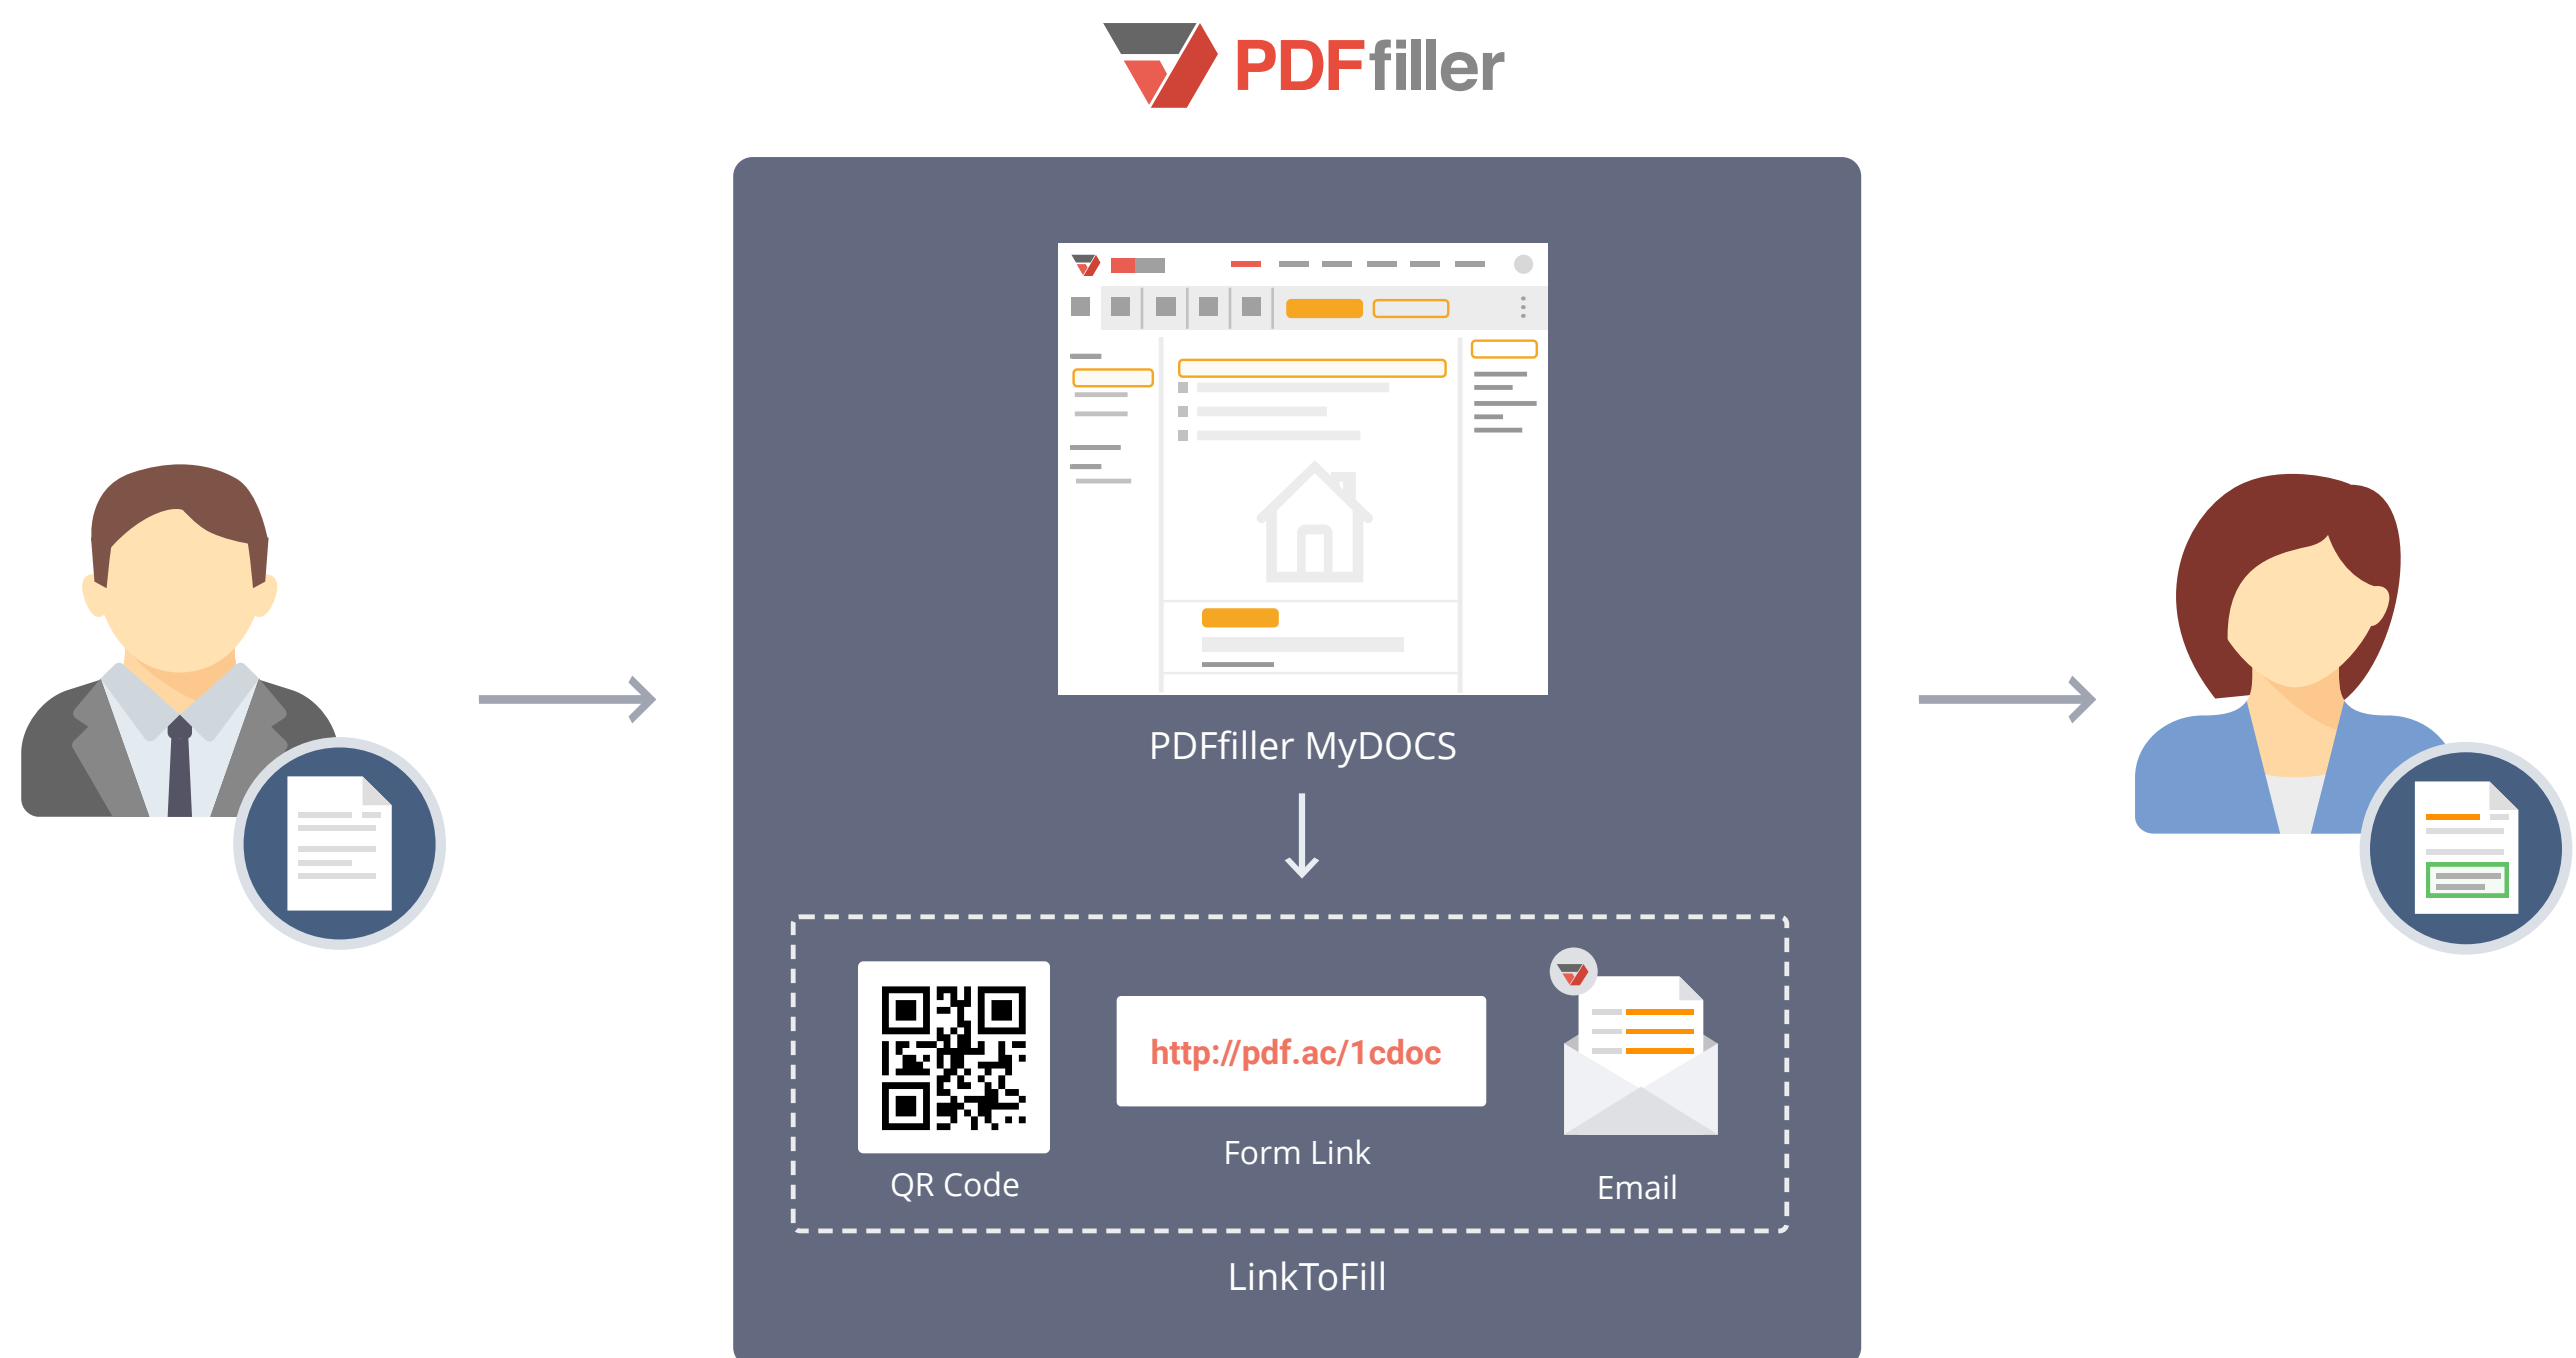 PDFfiller
PDFfiller MyDOCS
http://pdf.ac/1cdoc
QR Code
Form Link
Email
LinkToFill